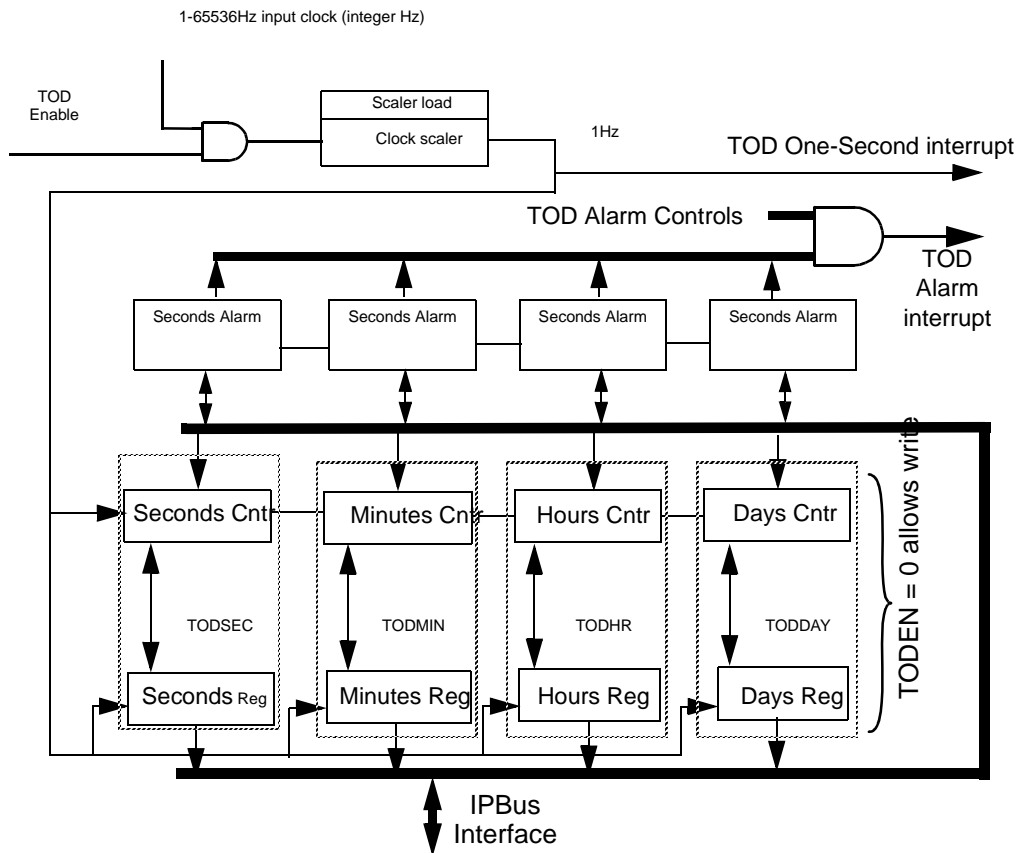 1-65536Hz input clock (integer Hz)
TOD
Enable
Scaler load
Clock scaler
1Hz
TOD One-Second interrupt
TOD Alarm Controls
TOD
Alarm
interrupt
Seconds Alarm
Seconds Alarm
Seconds Alarm
Seconds Alarm
Seconds Cntr
Minutes Cntr
Hours Cntr
Days Cntr
TODSEC
TODMIN
TODHR
TODDAY
Seconds Reg
Minutes Reg
Hours Reg
Days Reg
TODEN = 0 allows write
IPBus
Interface